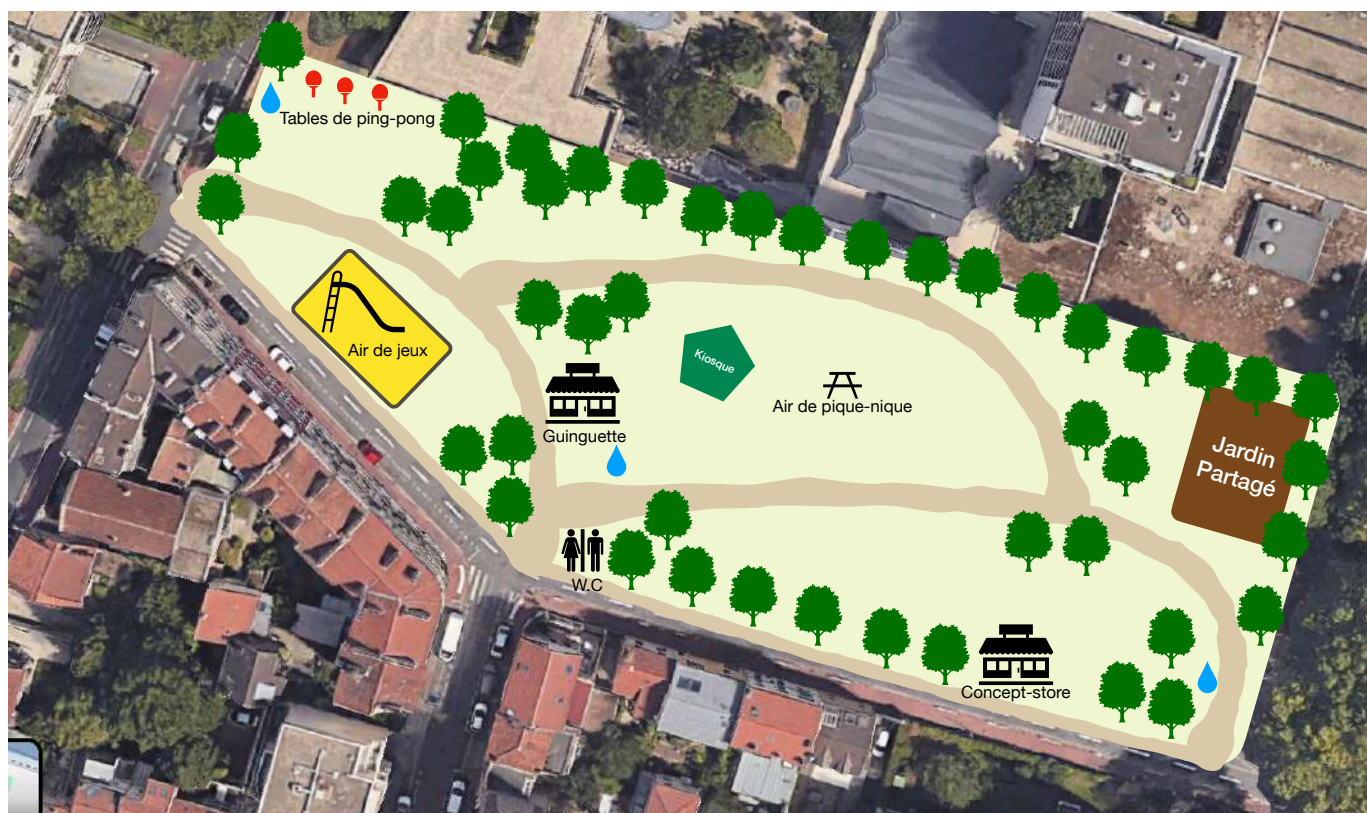 Tables de ping-pong
Air de jeux
Kiosque
Air de pique-nique
Guinguette
Jardin
Partagé
W.C
Concept-store